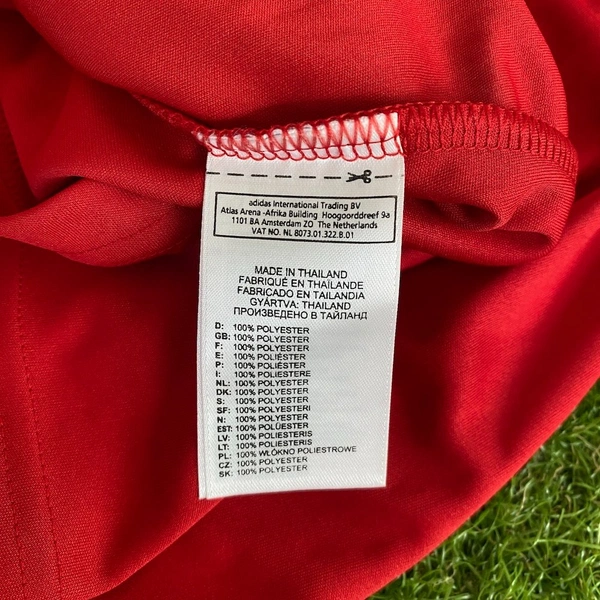 adidas International Trading BV
Atlas Arena -Afrika Building Hoogoorddreef 9a
1101 BA Amsterdam ZO The Netherlands
VAT NO. NL 8073.01.322.B.01
MADE IN THAILAND
FABRIQUÉ EN THAÏLANDE
FABRICADO EN TAILANDIA
GYÁRTVA: THAILAND
ПРОИЗВЕДЕНО В ТАЙЛАНД
D: 100% POLYESTER
GB: 100% POLYESTER
F: 100% POLYESTER
E: 100% POLIÉSTER
P: 100% POLIÉSTER
I: 100% POLIESTERE
NL: 100% POLYESTER
DK: 100% POLYESTER
S: 100% POLYESTER
SF: 100% POLYESTERI
N: 100% POLYESTER
EST: 100% POLÜESTER
LV: 100% POLIESTERIS
LT: 100% POLIESTERIS
PL: 100% WŁÓKNO POLIESTROWE
CZ: 100% POLYESTER
SK: 100% POLYESTER